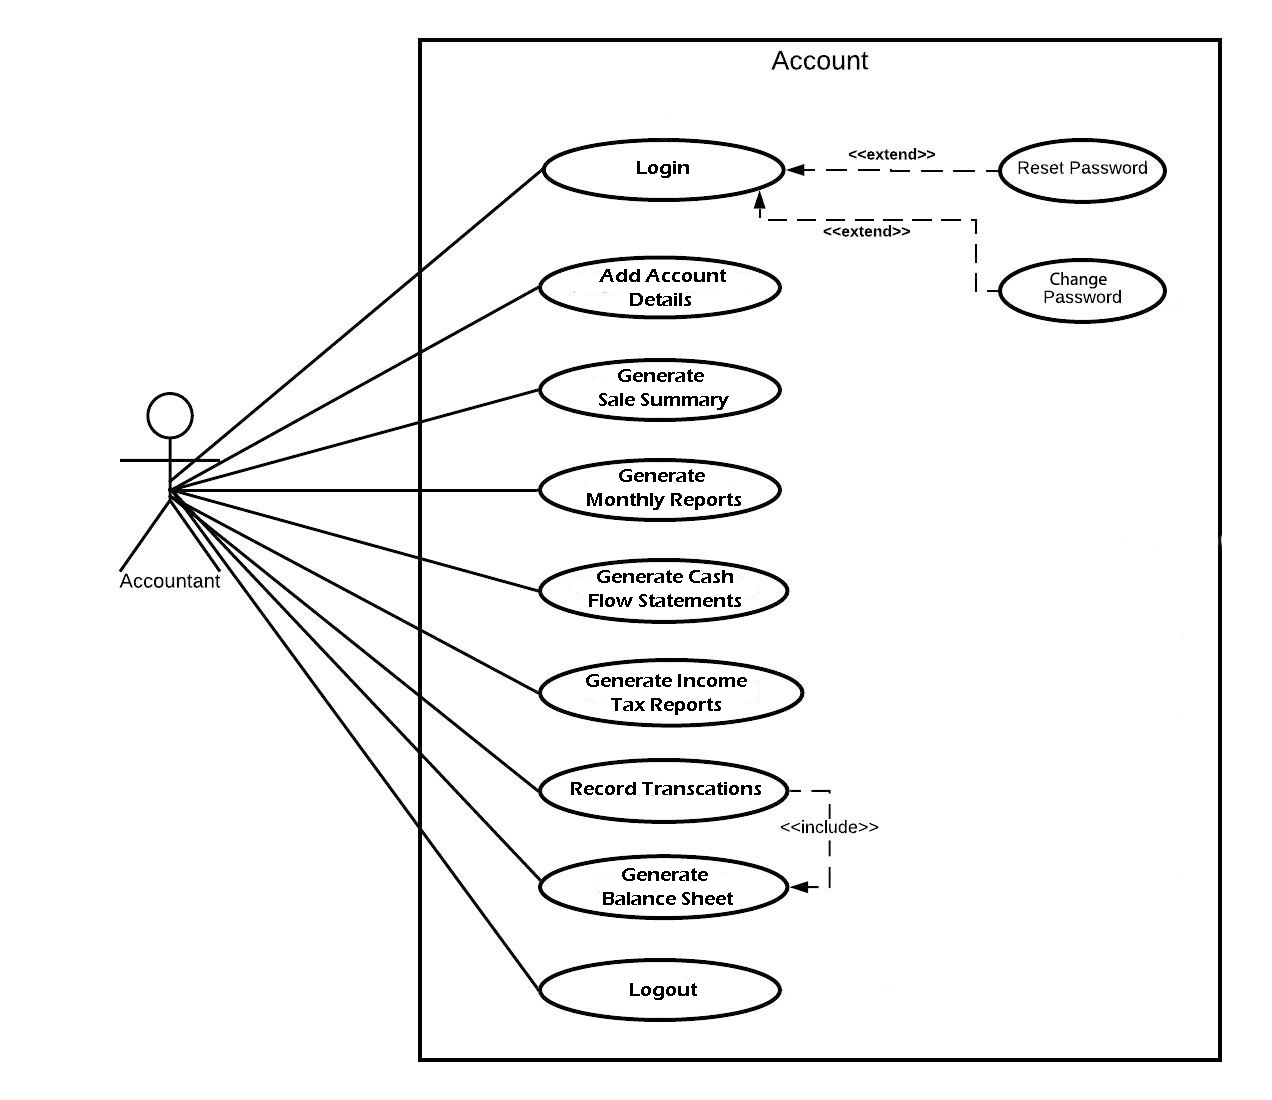 Account
Login
<<extend>>
Reset Password
<<extend>>
Add Account
Details
Change
Password
Generate
Sale Summary
Generate
Monthly Reports
Accountant
Generate Cash
Flow Statements
Generate Income
Tax Reports
Record Transcations
<<include>>
Generate
Balance Sheet
Logout